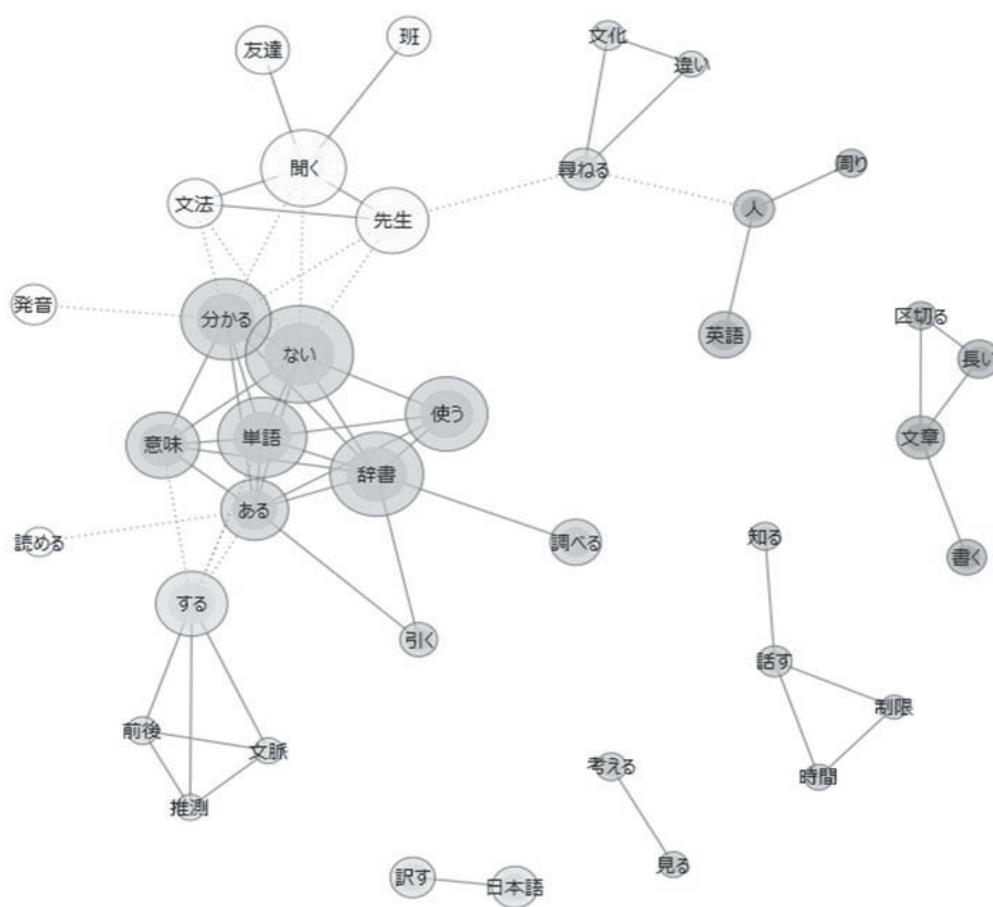 班
友達
文化
違い
聞く
尋ねる
周り
文法
人
先生
発音
分かる
区切る
英語
ない
長い
使う
単語
文章
意味
辞書
ある
知る
読める
調べる
書く
する
引く
話す
制限
前後
文脈
考える
時間
推測
見る
訳す
日本語